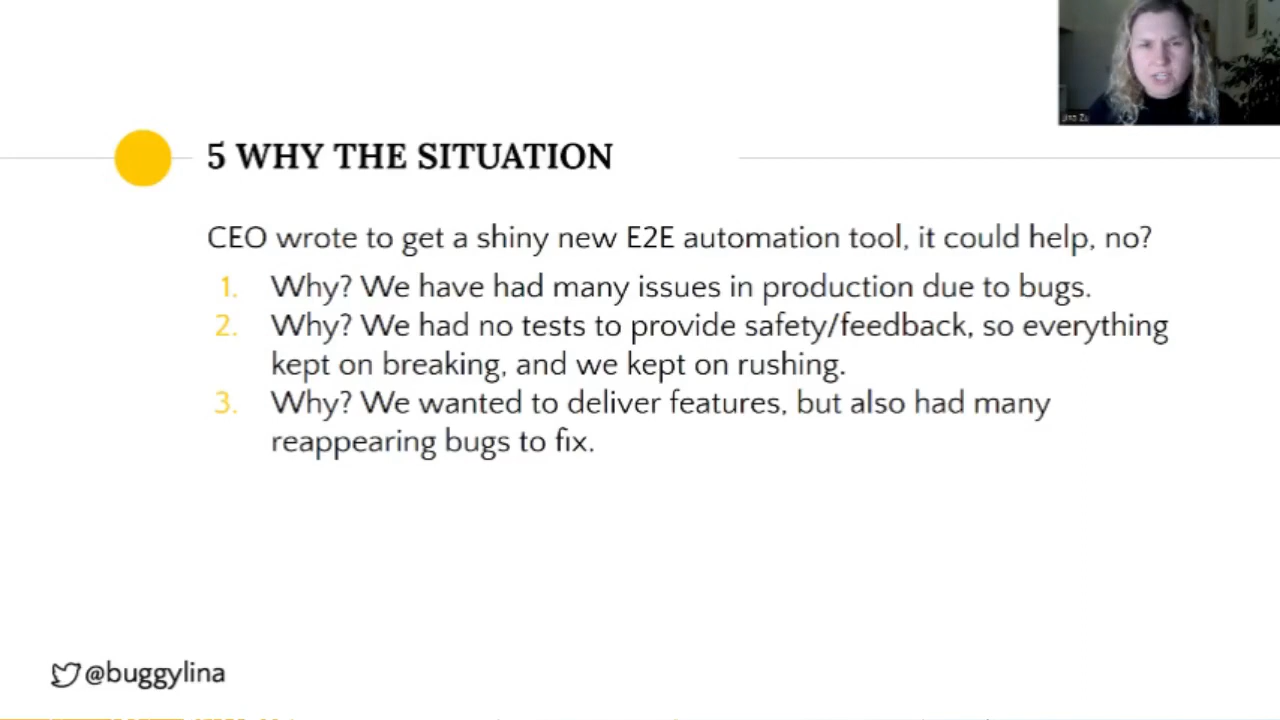 5 WHY THE SITUATION
CEO wrote to get a shiny new E2E automation tool, it could help, no?
1. Why? We have had many issues in production due to bugs.
2. Why? We had no tests to provide safety/feedback, so everything
kept on breaking, and we kept on rushing.
3. Why? We wanted to deliver features, but also had many
reappearing bugs to fix.
@buggylina